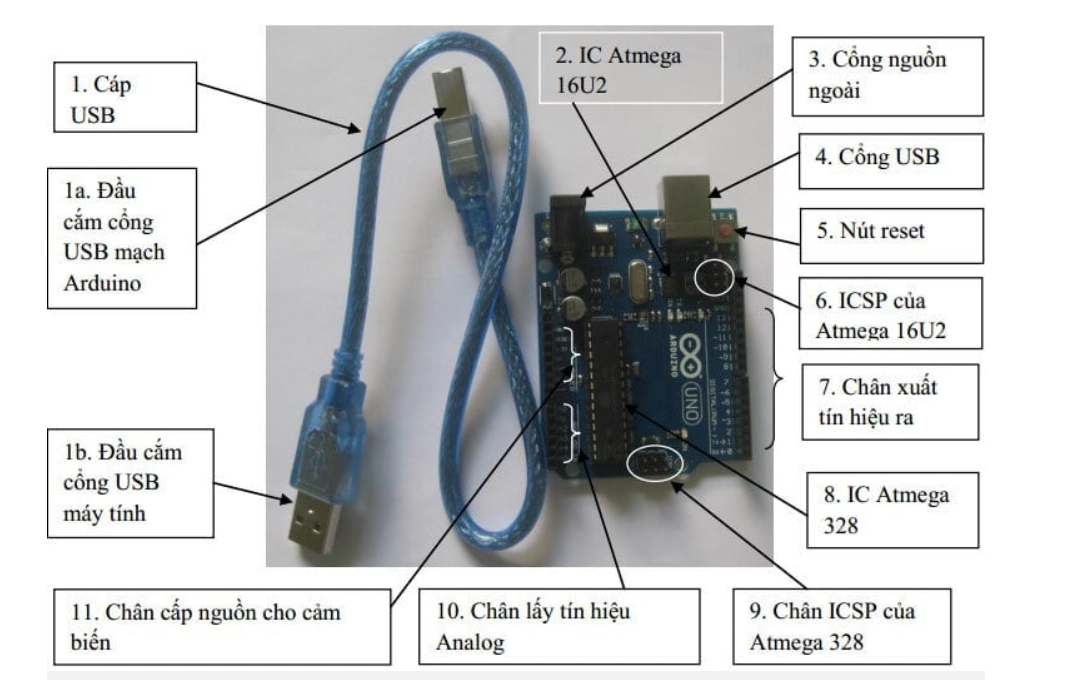 1. Cáp
USB
2. IC Atmega
16U2
3. Cổng nguồn
ngoài
4. Cổng USB
1a. Đầu
cắm cổng
USB mạch
Arduino
5. Nút reset
6. ICSP của
Atmega 16U2
7. Chân xuất
tín hiệu ra
1b. Đầu cắm
cổng USB
máy tính
8. IC Atmega
328
11. Chân cấp nguồn cho cảm
biến
10. Chân lấy tín hiệu
Analog
9. Chân ICSP của
Atmega 328
ARDUINO
UNO